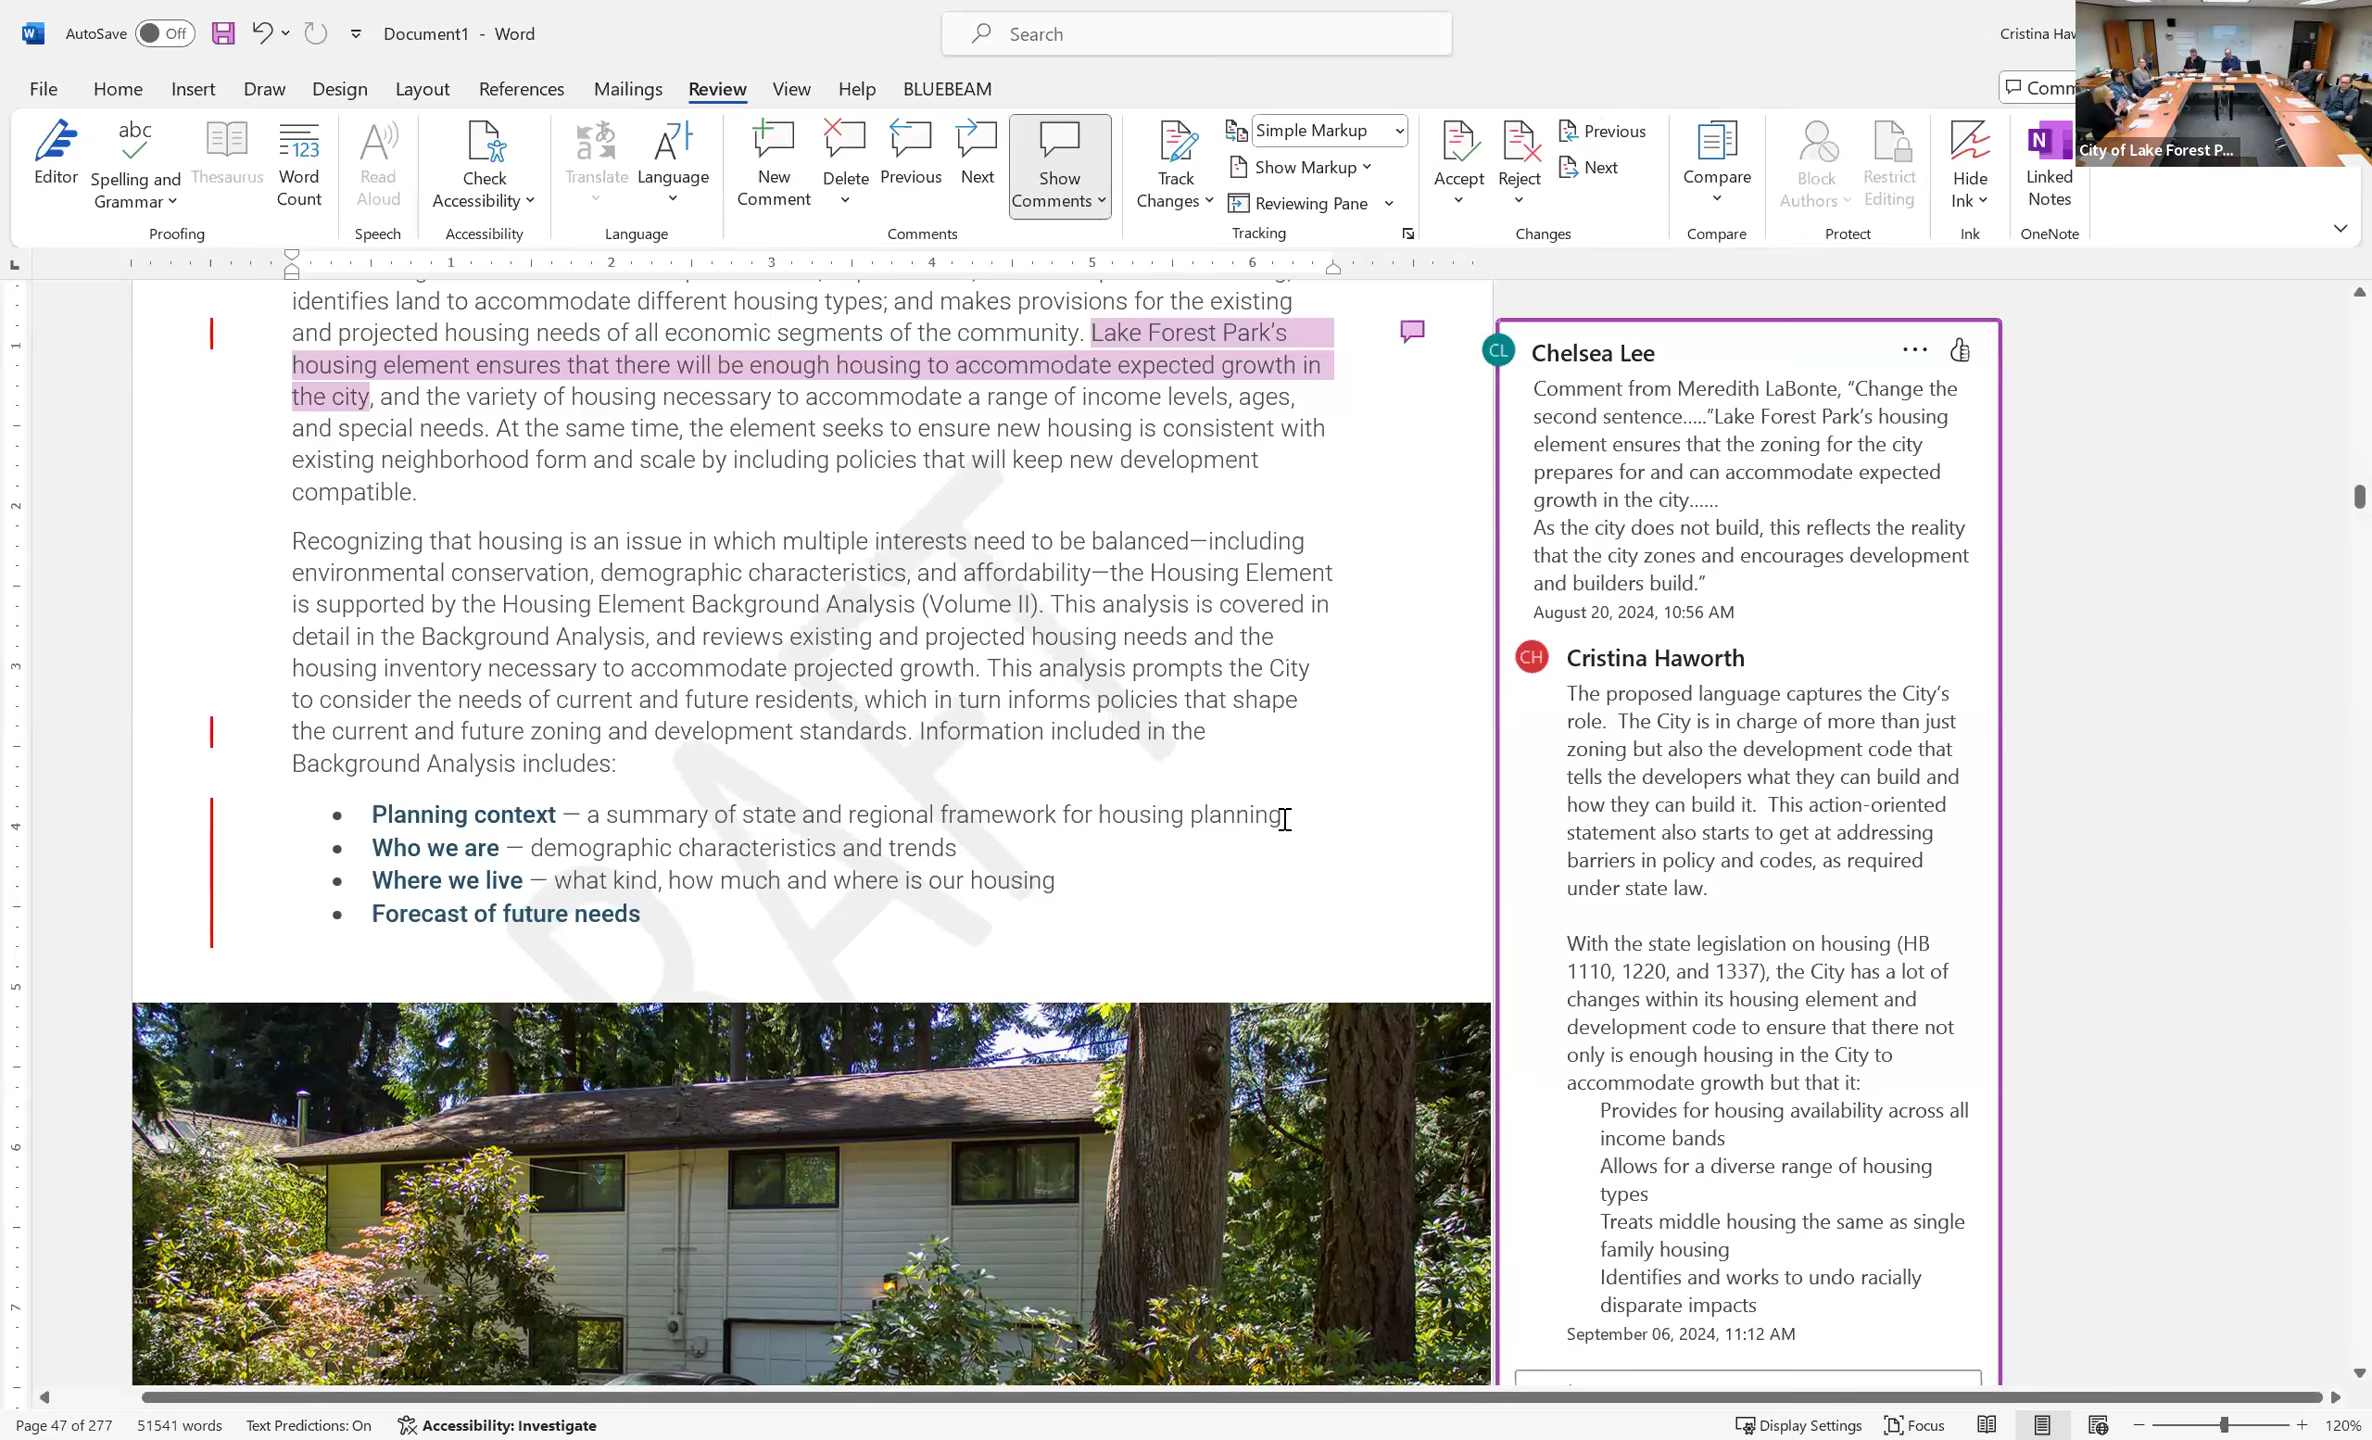 AutoSave Off Document1 - Word Search Cristina Haw
File Home Insert Draw Design Layout References Mailings Review View Help BLUEBEAM Comm
Editor
Spelling and Grammar
Thesaurus
Word Count
Proofing
Read Aloud
Speech
Check Accessibility
Accessibility
Translate
Language
Language
New Comment
Delete
Previous
Next
Show Comments
Comments
Track Changes
Simple Markup
Show Markup
Reviewing Pane
Tracking
Accept
Reject
Previous
Next
Changes
Compare
Compare
Block Authors
Restrict Editing
Protect
Hide Ink
Ink
Linked Notes
OneNote
City of Lake Forest P...
identifies land to accommodate different housing types; and makes provisions for the existing
and projected housing needs of all economic segments of the community. Lake Forest Park's
housing element ensures that there will be enough housing to accommodate expected growth in
the city, and the variety of housing necessary to accommodate a range of income levels, ages,
and special needs. At the same time, the element seeks to ensure new housing is consistent with
existing neighborhood form and scale by including policies that will keep new development
compatible.
Recognizing that housing is an issue in which multiple interests need to be balanced—including
environmental conservation, demographic characteristics, and affordability—the Housing Element
is supported by the Housing Element Background Analysis (Volume II). This analysis is covered in
detail in the Background Analysis, and reviews existing and projected housing needs and the
housing inventory necessary to accommodate projected growth. This analysis prompts the City
to consider the needs of current and future residents, which in turn informs policies that shape
the current and future zoning and development standards. Information included in the
Background Analysis includes:
• Planning context — a summary of state and regional framework for housing planning
• Who we are — demographic characteristics and trends
• Where we live — what kind, how much and where is our housing
• Forecast of future needs
CL Chelsea Lee
Comment from Meredith LaBonte, “Change the
second sentence.....”Lake Forest Park’s housing
element ensures that the zoning for the city
prepares for and can accommodate expected
growth in the city......
As the city does not build, this reflects the reality
that the city zones and encourages development
and builders build.”
August 20, 2024, 10:56 AM
CH Cristina Haworth
The proposed language captures the City’s
role. The City is in charge of more than just
zoning but also the development code that
tells the developers what they can build and
how they can build it. This action-oriented
statement also starts to get at addressing
barriers in policy and codes, as required
under state law.
With the state legislation on housing (HB
1110, 1220, and 1337), the City has a lot of
changes within its housing element and
development code to ensure that there not
only is enough housing in the City to
accommodate growth but that it:
Provides for housing availability across all
income bands
Allows for a diverse range of housing
types
Treats middle housing the same as single
family housing
Identifies and works to undo racially
disparate impacts
September 06, 2024, 11:12 AM
Page 47 of 277 51541 words Text Predictions: On Accessibility: Investigate Display Settings Focus 120%